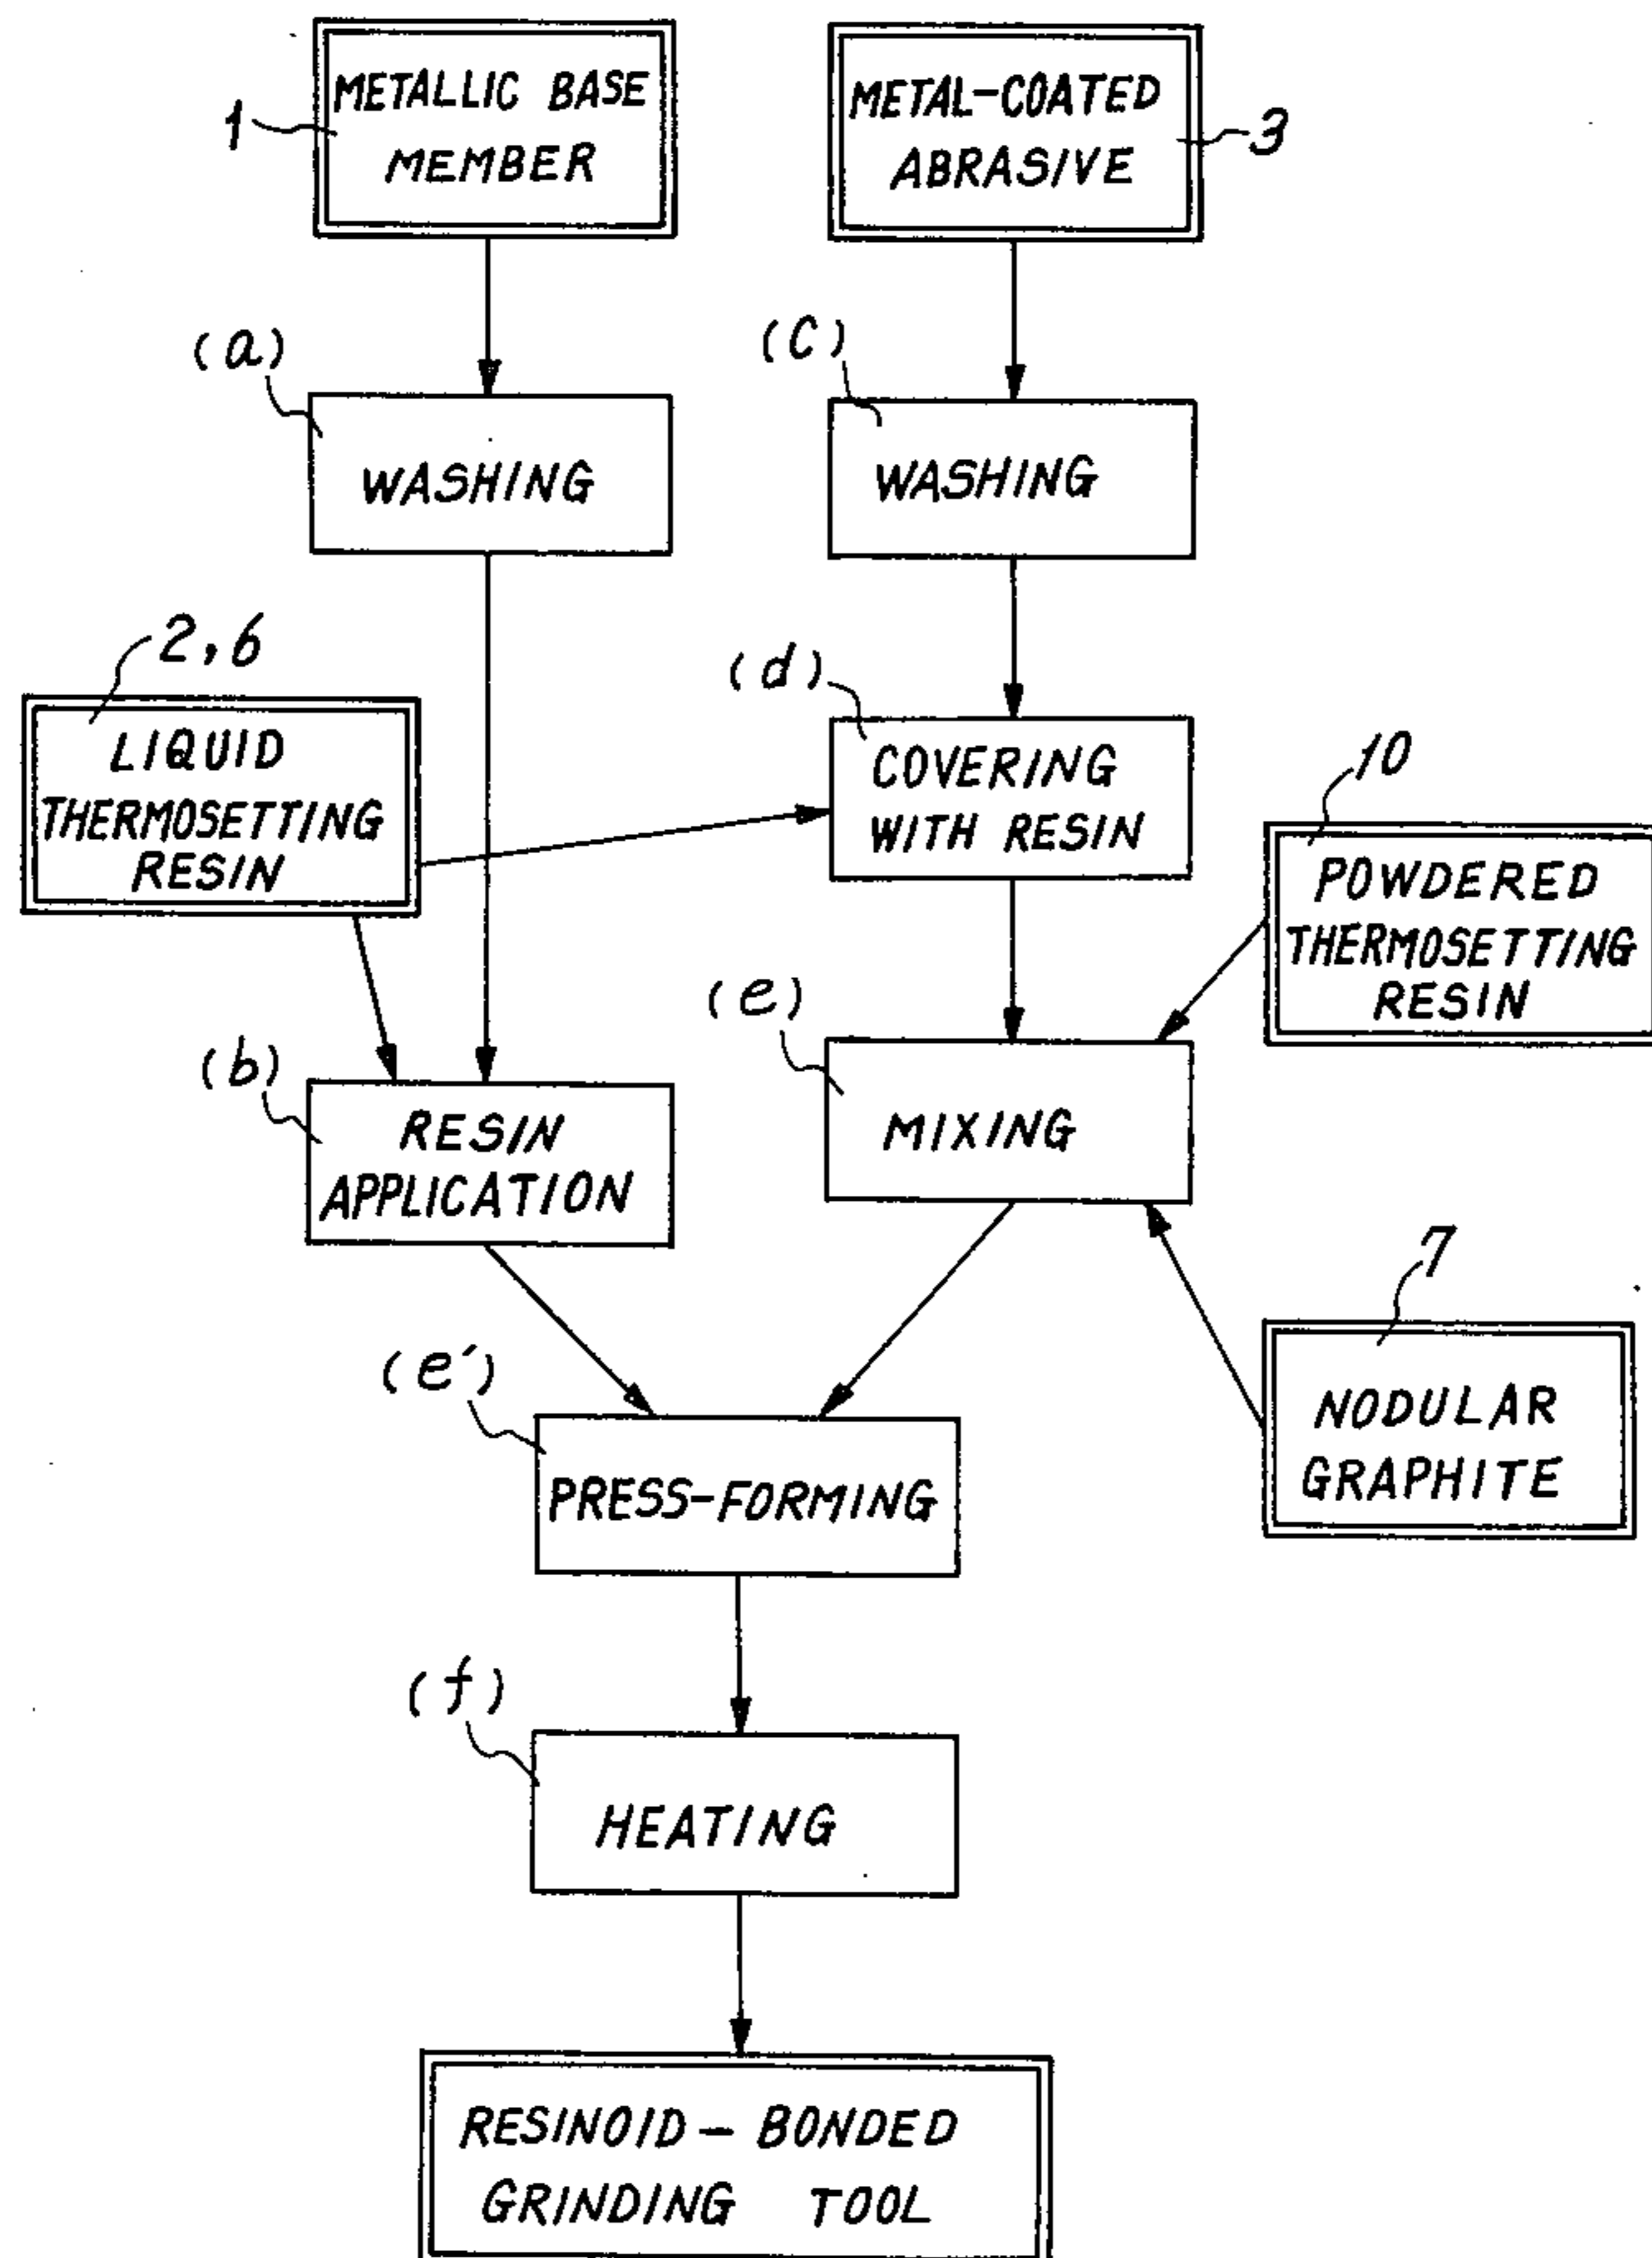 METALLIC BASE
MEMBER
1
METAL-COATED
ABRASIVE
3
(a)
WASHING
(C)
WASHING
2,6
LIQUID
THERMOSETTING
RESIN
(d)
COVERING
WITH RESIN
10
POWDERED
THERMOSETTING
RESIN
(b)
RESIN
APPLICATION
(e)
MIXING
7
NODULAR
GRAPHITE
(e')
PRESS-FORMING
(f)
HEATING
RESINOID-BONDED
GRINDING TOOL